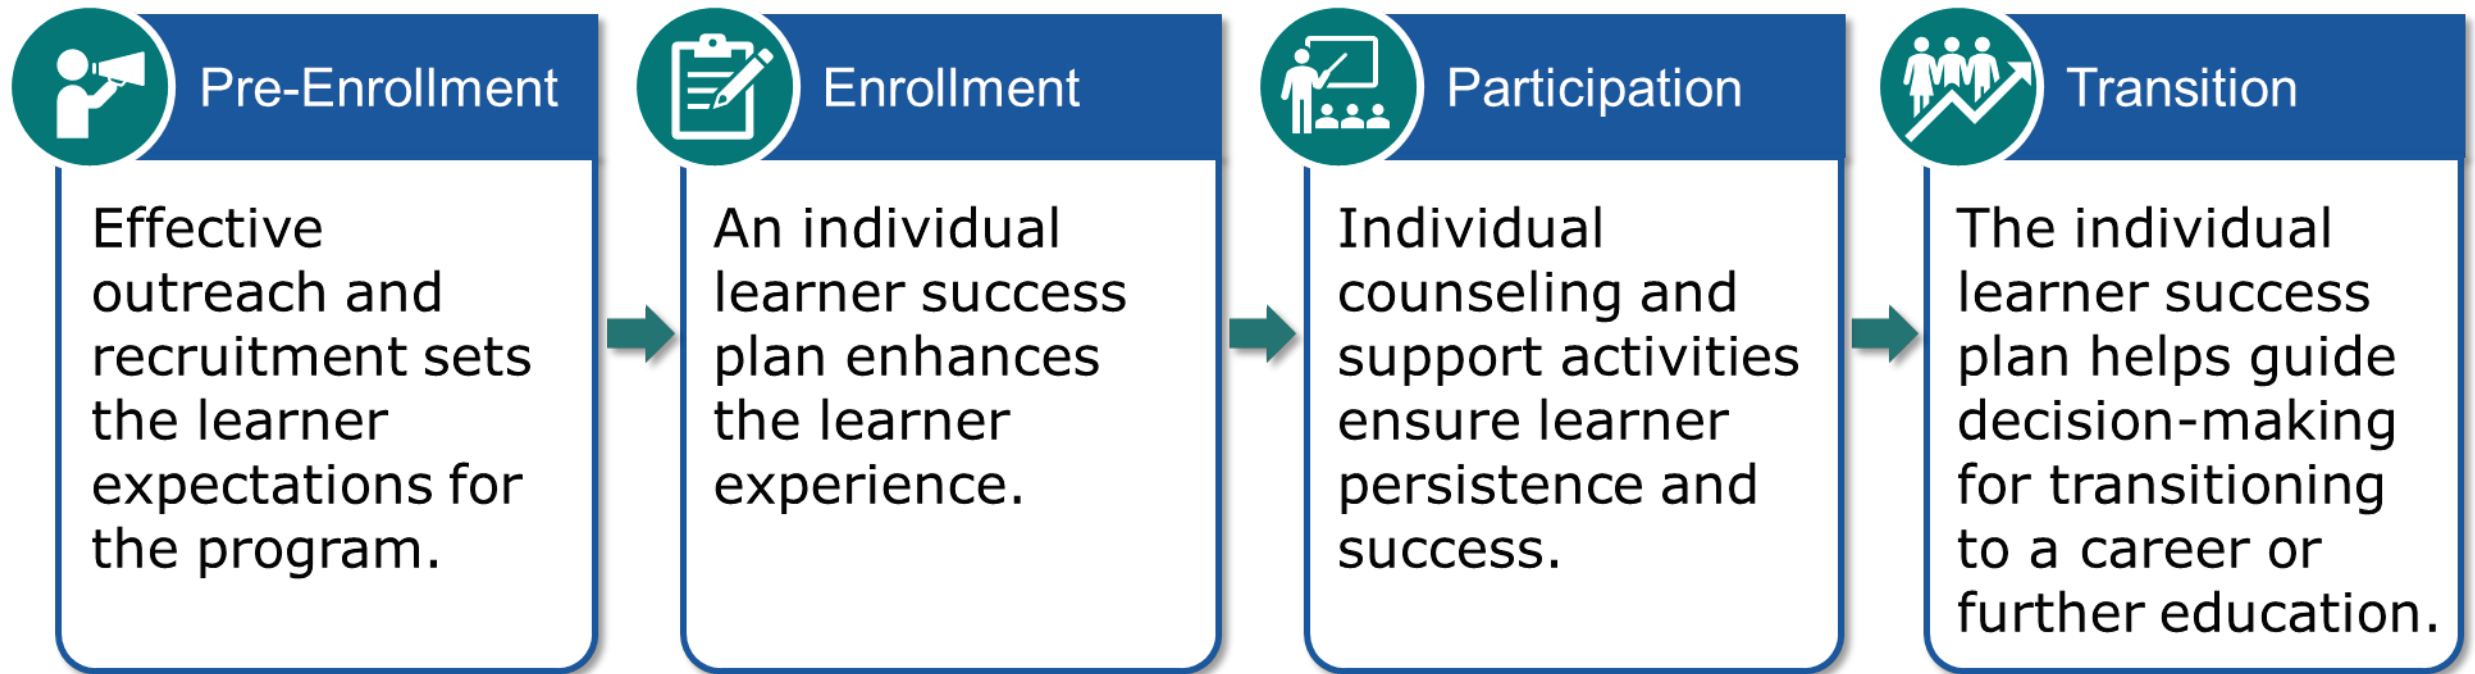 Pre-Enrollment
Effective
outreach and
recruitment sets
the learner
expectations for
the program.
Enrollment
An individual
learner success
plan enhances
the learner
experience.
Participation
Individual
counseling and
support activities
ensure learner
persistence and
success.
Transition
The individual
learner success
plan helps guide
decision-making
for transitioning
to a career or
further education.